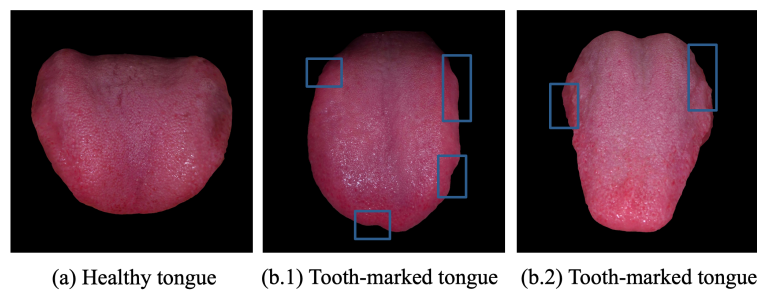 (a) Healthy tongue
(b.1) Tooth-marked tongue
(b.2) Tooth-marked tongue